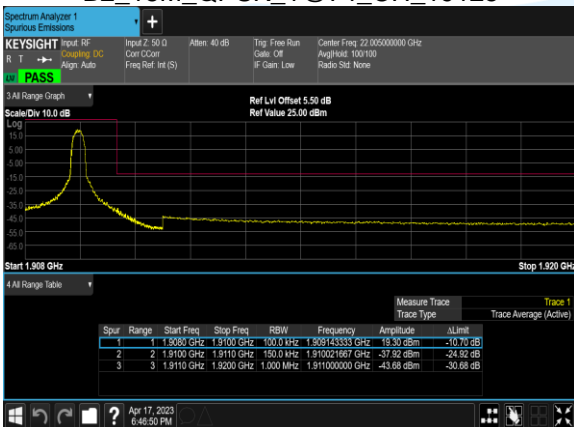 Spectrum Analyzer 1
Spurious Emissions
KEYSIGHT Input: RF Input Z: 50 Ω Atten: 40 dB Trig: Free Run Center Freq: 22.005000000 GHz
R T Coupling: DC Corr CCorr Gate: Off Avg|Hold: 100/100
Align: Auto Freq Ref: Int (S) IF Gain: Low Radio Std: None
PASS
3 All Range Graph
Ref Lvl Offset 5.50 dB
Scale/Div 10.0 dB Ref Value 25.00 dBm
Log
15.0
5.00
-5.00
-15.0
-25.0
-35.0
-45.0
-55.0
-65.0
Start 1.908 GHz Stop 1.920 GHz
4 All Range Table
Measure Trace Trace 1
Trace Type Trace Average (Active)
Spur Range Start Freq Stop Freq RBW Frequency Amplitude ΔLimit
1 1 1.9080 GHz 1.9100 GHz 100.0 kHz 1.909143333 GHz 19.30 dBm -10.70 dB
2 2 1.9100 GHz 1.9110 GHz 150.0 kHz 1.910021667 GHz -37.92 dBm -24.92 dB
3 3 1.9110 GHz 1.9200 GHz 1.000 MHz 1.911000000 GHz -43.68 dBm -30.68 dB
? Apr 17, 2023
6:46:50 PM